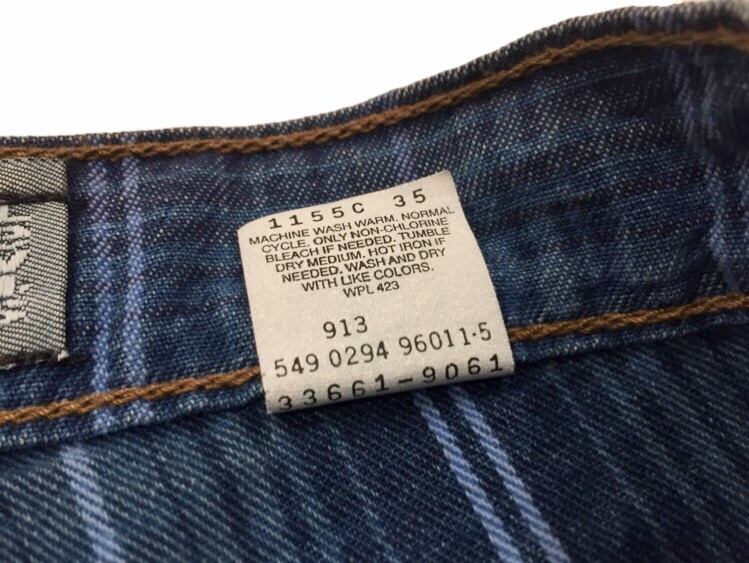 1155C 35
MACHINE WASH WARM. NORMAL
CYCLE. ONLY NON-CHLORINE
BLEACH IF NEEDED. TUMBLE
DRY MEDIUM. HOT IRON IF
NEEDED. WASH AND DRY
WITH LIKE COLORS.
WPL 423
913
549 0294 96011·5
33661-9061